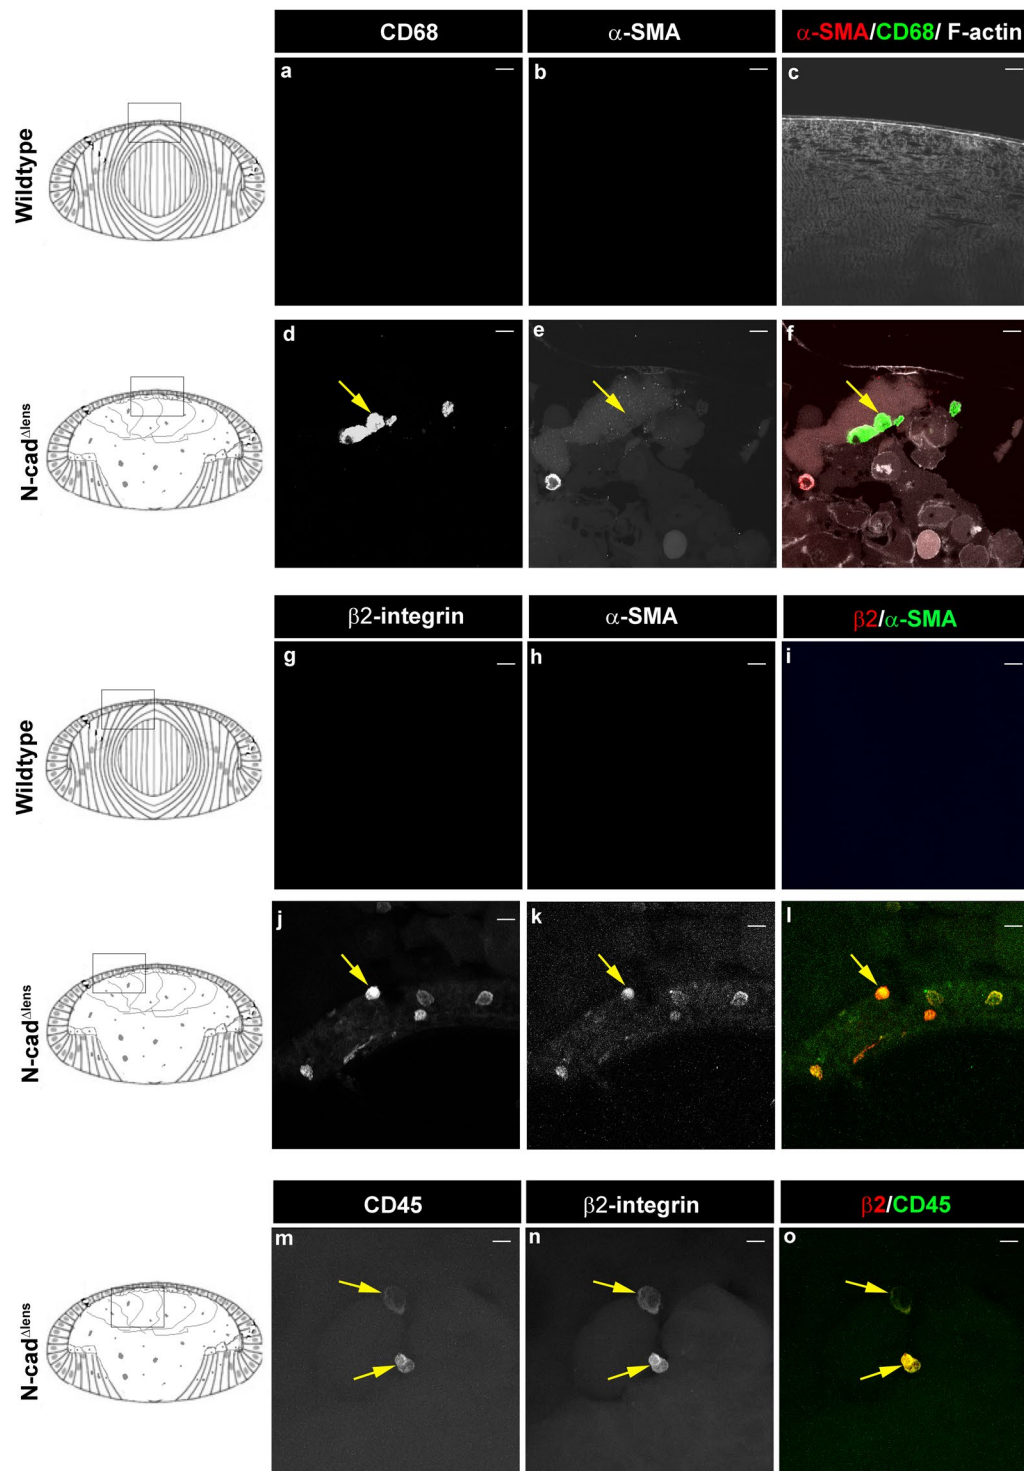 CD68 α-SMA α-SMA/CD68/ F-actin
Wildtype
a b c
N-cadΔlens
d e f
β2-integrin α-SMA β2/α-SMA
Wildtype
g h i
N-cadΔlens
j k l
CD45 β2-integrin β2/CD45
N-cadΔlens
m n o